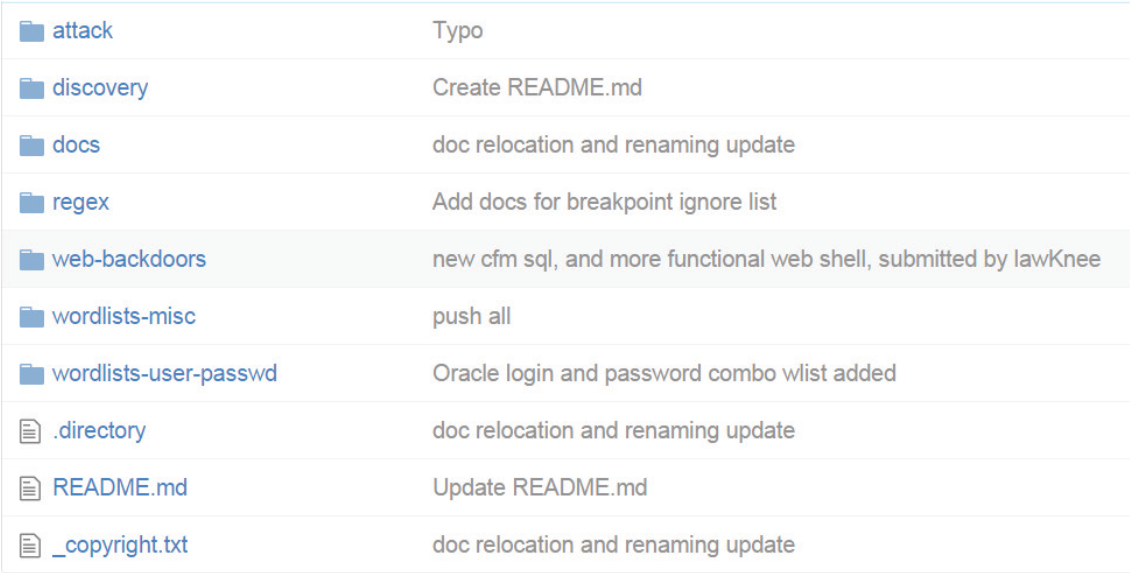 attack Typo
discovery Create README.md
docs doc relocation and renaming update
regex Add docs for breakpoint ignore list
web-backdoors new cfm sql, and more functional web shell, submitted by lawKnee
wordlists-misc push all
wordlists-user-passwd Oracle login and password combo wlist added
.directory doc relocation and renaming update
README.md Update README.md
_copyright.txt doc relocation and renaming update